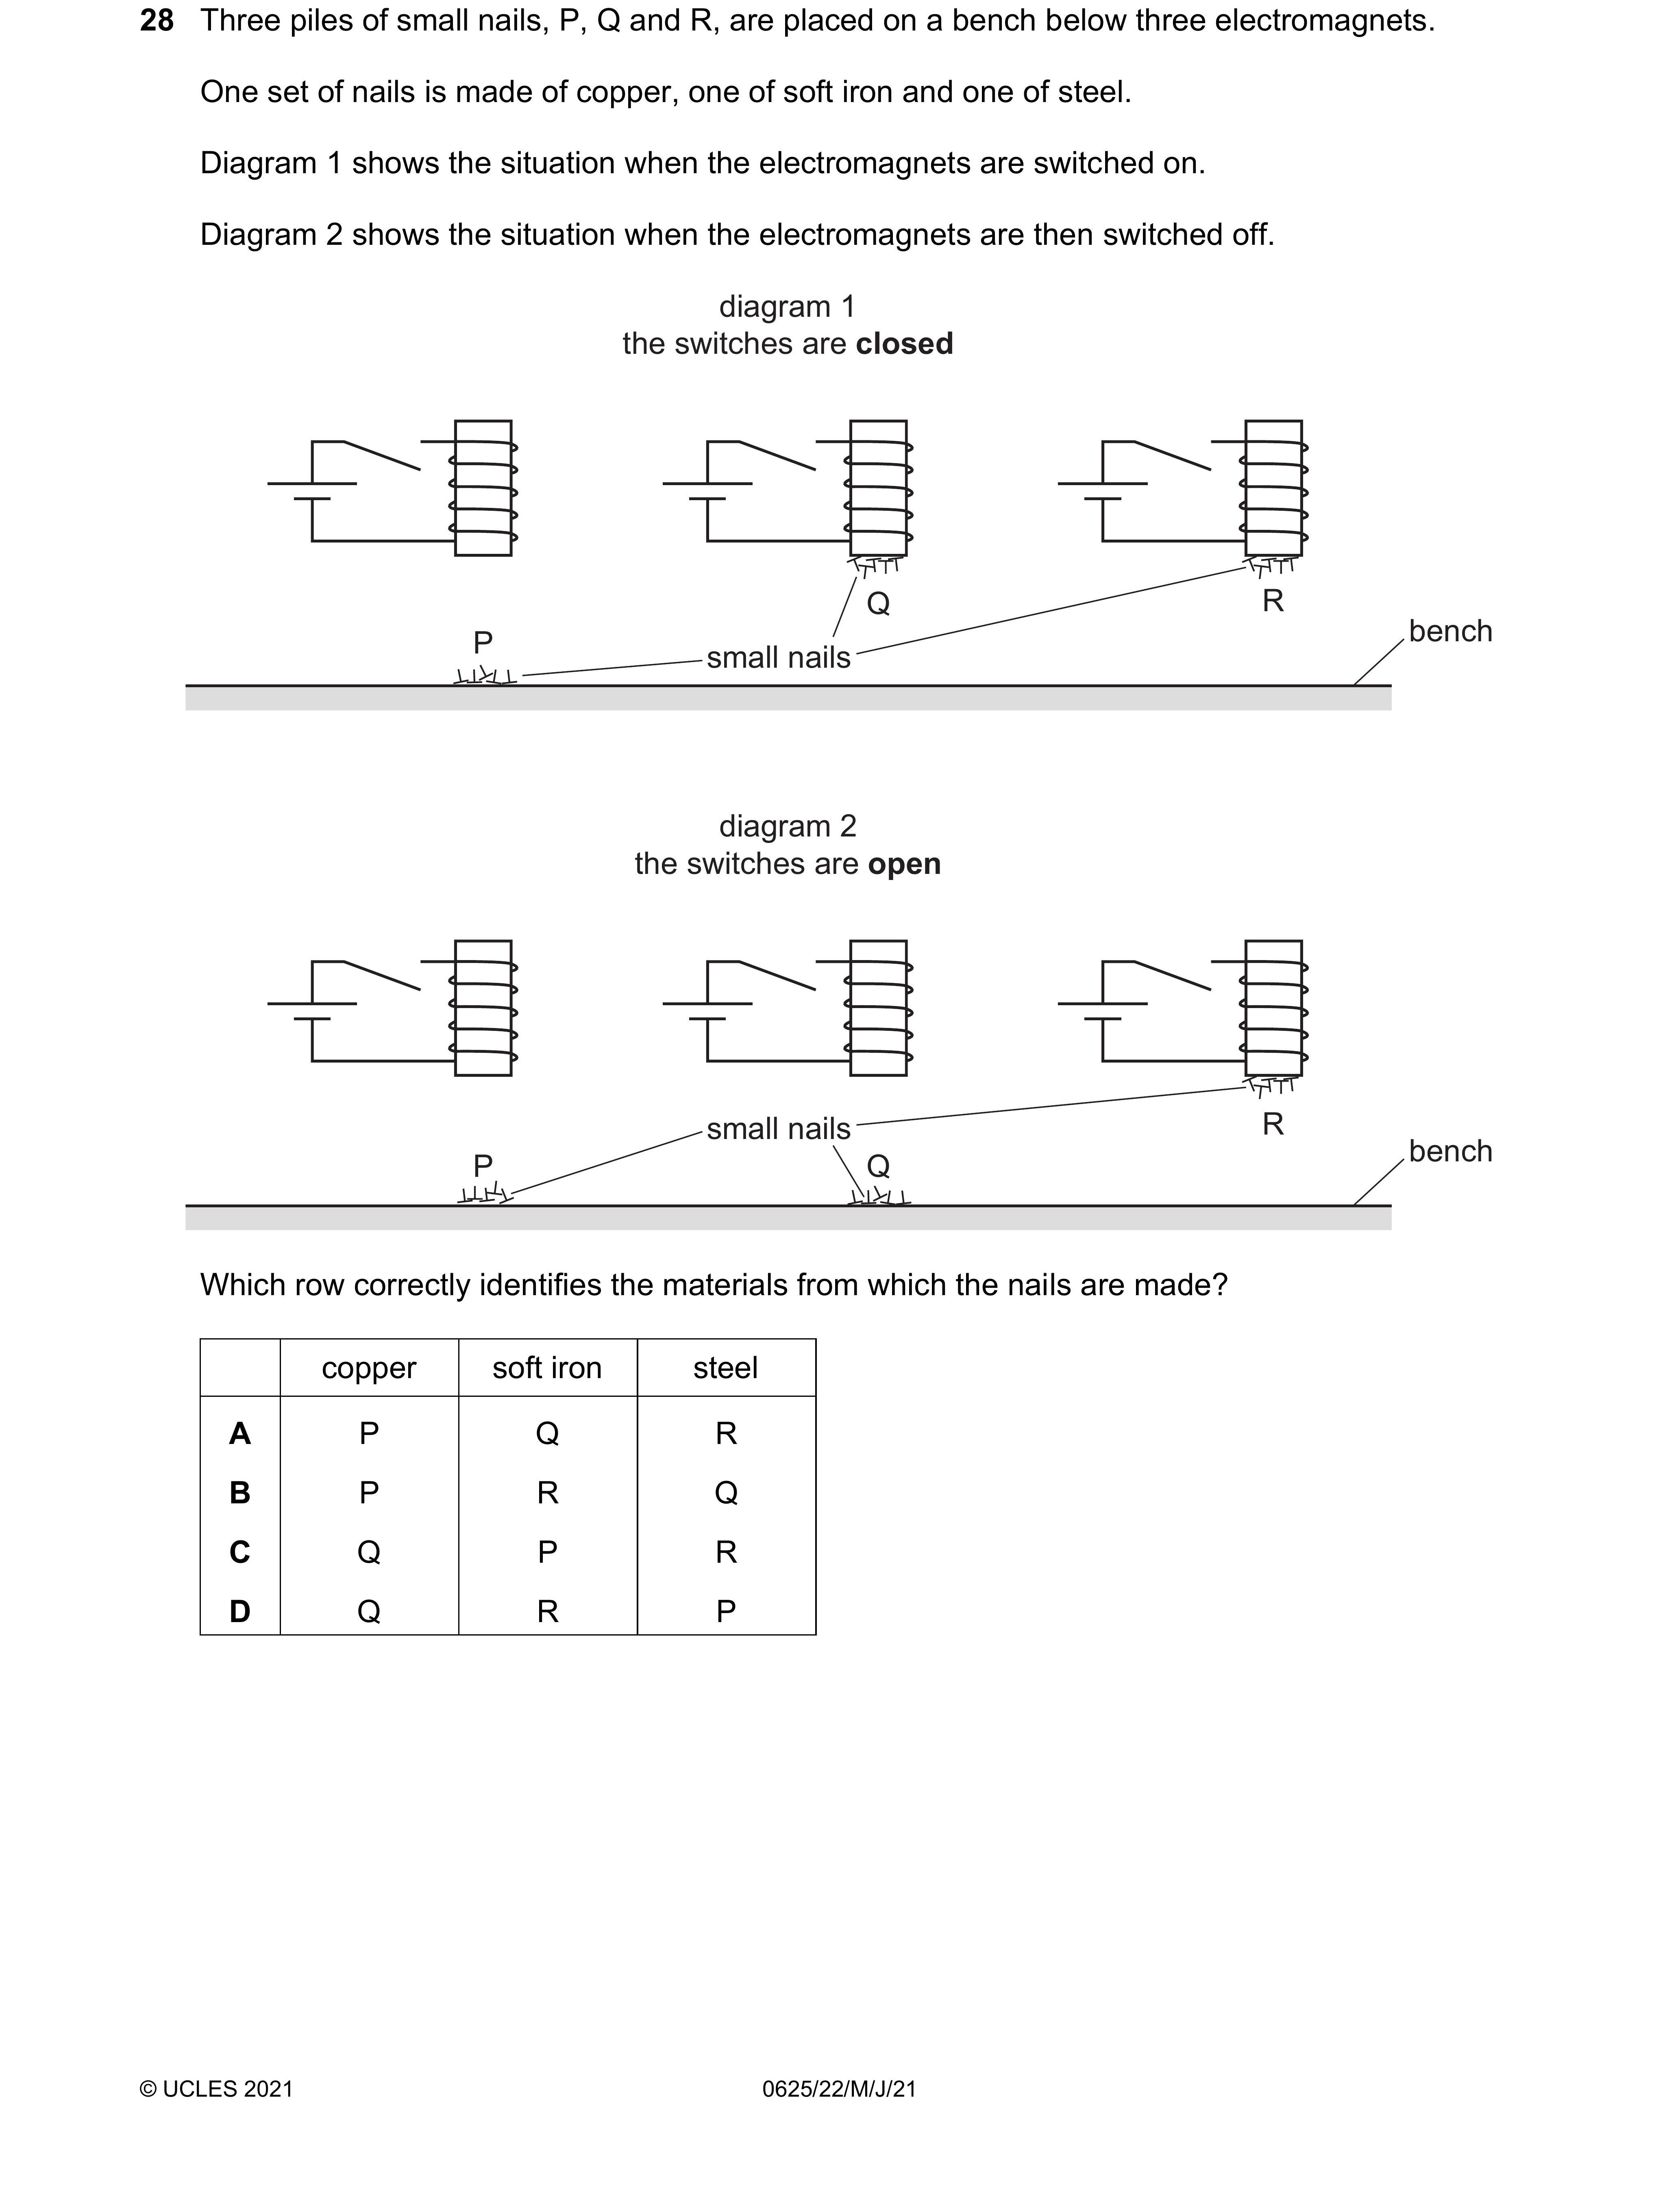 28 Three piles of small nails, P, Q and R, are placed on a bench below three electromagnets.
One set of nails is made of copper, one of soft iron and one of steel.
Diagram 1 shows the situation when the electromagnets are switched on.
Diagram 2 shows the situation when the electromagnets are then switched off.
diagram 1
the switches are closed
Q
R
P
small nails
bench
diagram 2
the switches are open
small nails
R
P
Q
bench
Which row correctly identifies the materials from which the nails are made?
copper soft iron steel
A P Q R
B P R Q
C Q P R
D Q R P
© UCLES 2021
0625/22/M/J/21